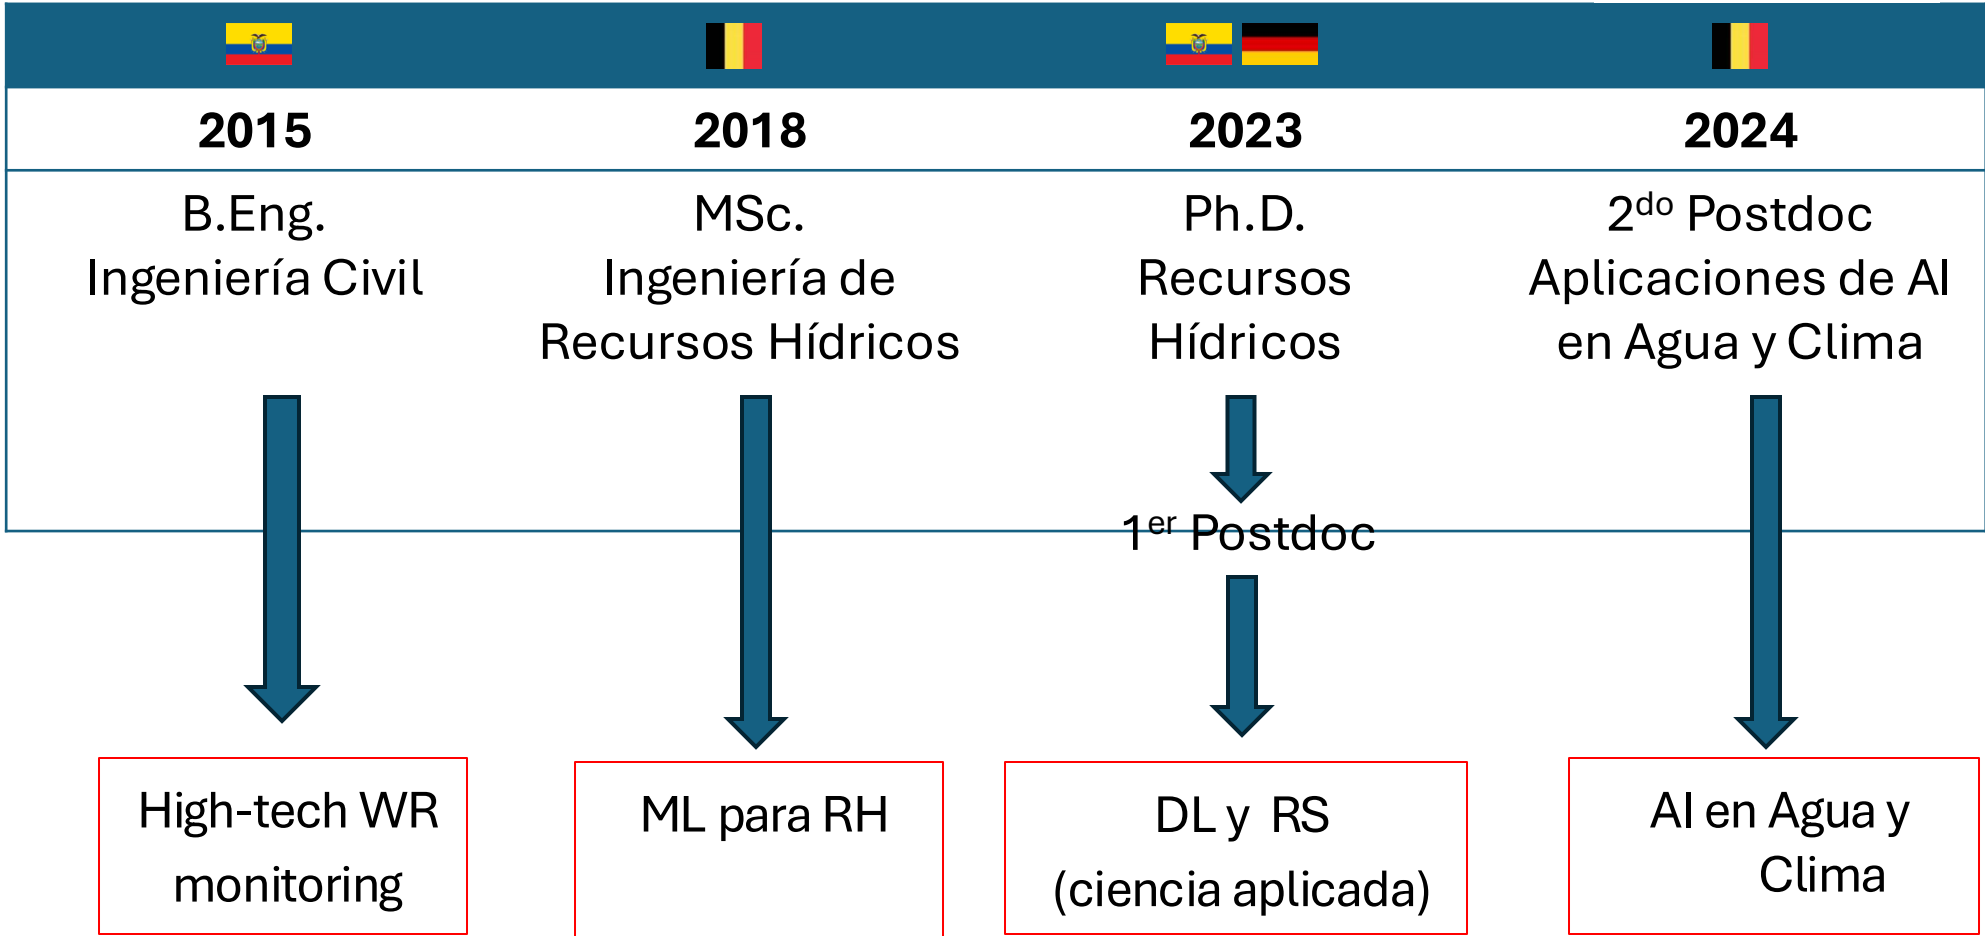 2015
2018
2023
2024
B.Eng.
Ingeniería Civil
MSc.
Ingeniería de
Recursos Hídricos
Ph.D.
Recursos
Hídricos
2do Postdoc
Aplicaciones de AI
en Agua y Clima
1er Postdoc
High-tech WR
monitoring
ML para RH
DL y RS
(ciencia aplicada)
AI en Agua y
Clima